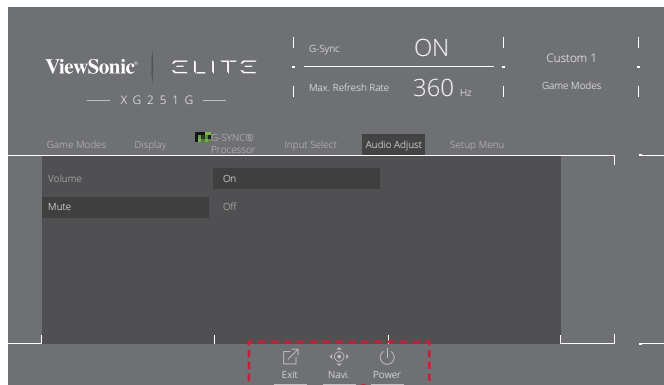 ViewSonic® ELITE
XG251G
G-Sync ON
Max. Refresh Rate 360 Hz
Custom 1
Game Modes
Game Modes Display G-SYNC® Processor Input Select Audio Adjust Setup Menu
Volume On
Mute Off
Exit Navi. Power